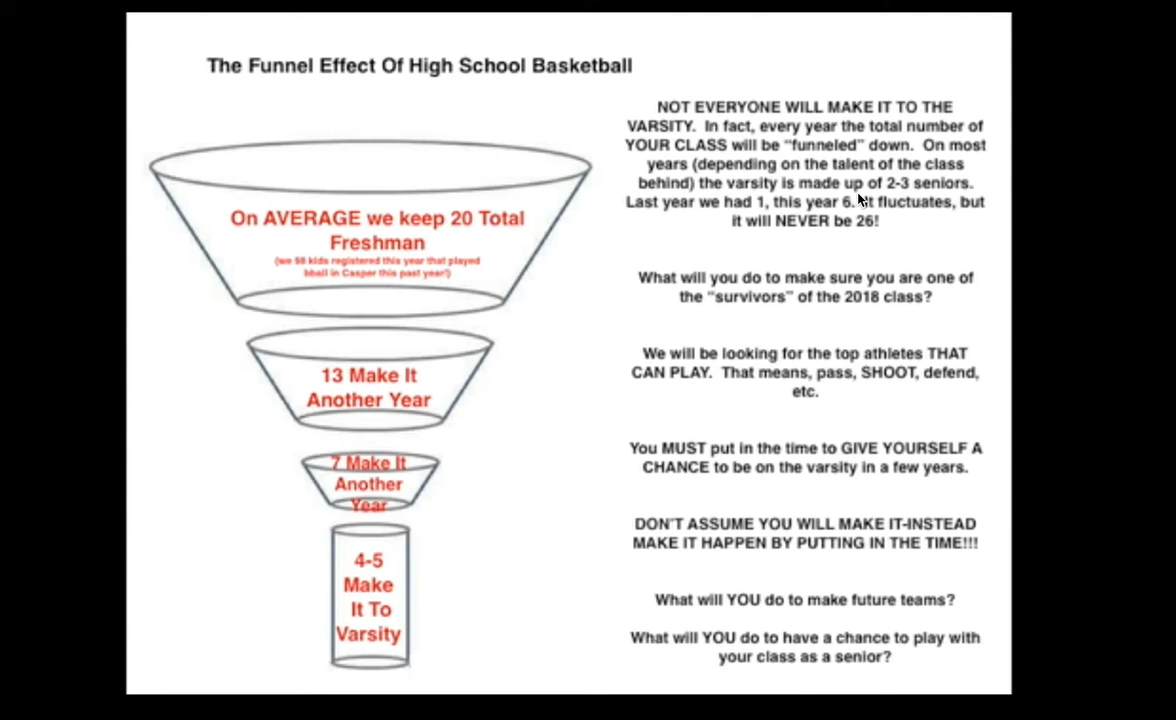 The Funnel Effect Of High School Basketball
On AVERAGE we keep 20 Total
Freshman
(we 58 kids registered this year that played
bball in Casper this past year!)
13 Make It
Another Year
7 Make It
Another
Year
4-5
Make
It To
Varsity
NOT EVERYONE WILL MAKE IT TO THE
VARSITY. In fact, every year the total number of
YOUR CLASS will be "funneled" down. On most
years (depending on the talent of the class
behind) the varsity is made up of 2-3 seniors.
Last year we had 1, this year 6. It fluctuates, but
it will NEVER be 26!
What will you do to make sure you are one of
the "survivors" of the 2018 class?
We will be looking for the top athletes THAT
CAN PLAY. That means, pass, SHOOT, defend,
etc.
You MUST put in the time to GIVE YOURSELF A
CHANCE to be on the varsity in a few years.
DON'T ASSUME YOU WILL MAKE IT-INSTEAD
MAKE IT HAPPEN BY PUTTING IN THE TIME!!!
What will YOU do to make future teams?
What will YOU do to have a chance to play with
your class as a senior?